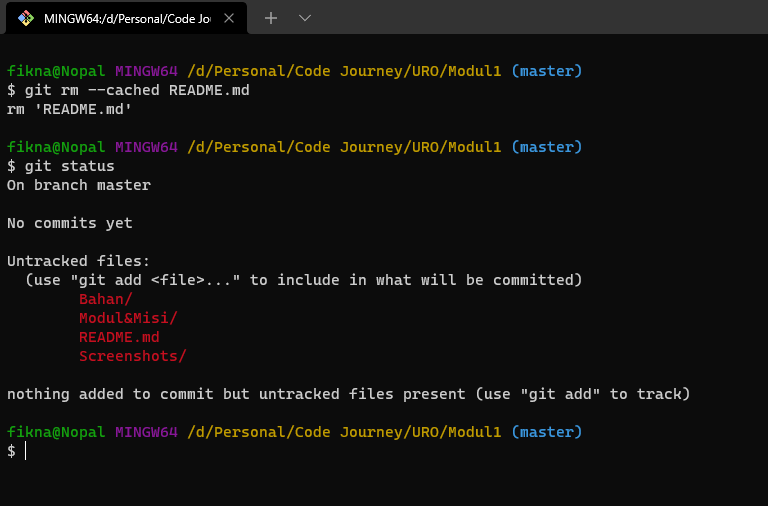 MINGW64:/d/Personal/Code Jo
fikna@Nopal MINGW64 /d/Personal/Code Journey/URO/Modul1 (master)
$ git rm --cached README.md
rm 'README.md'
fikna@Nopal MINGW64 /d/Personal/Code Journey/URO/Modul1 (master)
$ git status
On branch master
No commits yet
Untracked files:
(use "git add <file>..." to include in what will be committed)
Bahan/
Modul&Misi/
README.md
Screenshots/
nothing added to commit but untracked files present (use "git add" to track)
fikna@Nopal MINGW64 /d/Personal/Code Journey/URO/Modul1 (master)
$